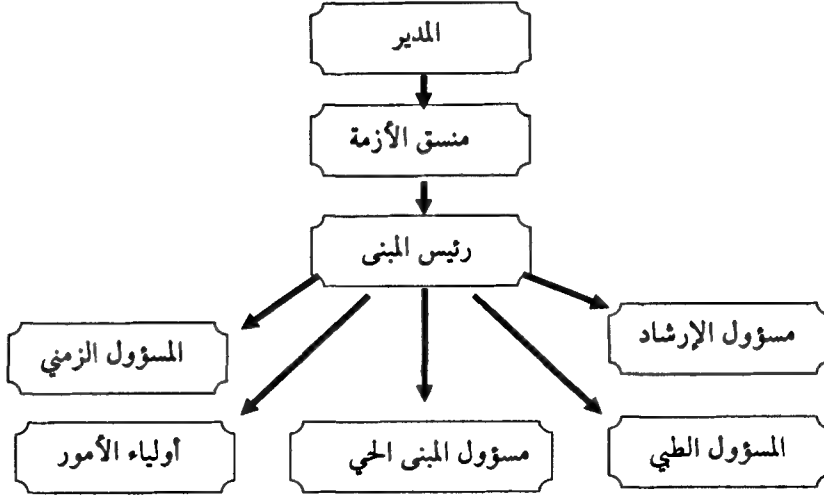 المدير
منسق الأزمة
رئيس المبنى
مسؤول الإرشاد
المسؤول الزمني
المسؤول الطبي
مسؤول المبنى الحي
أولياء الأمور